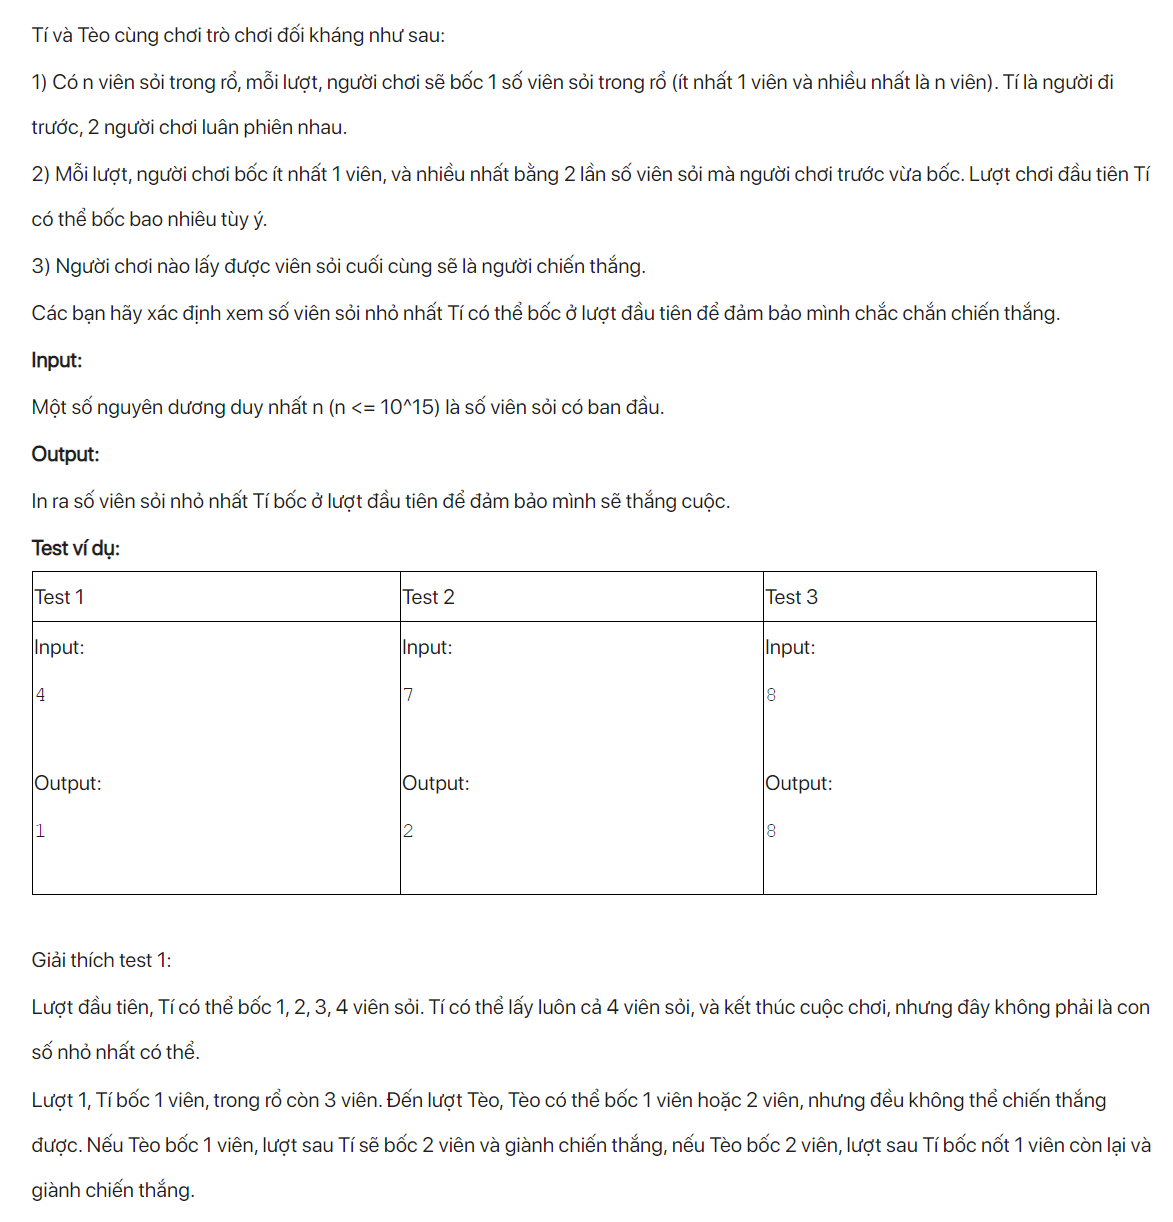 Tí và Tèo cùng chơi trò chơi đối kháng như sau:
1) Có n viên sỏi trong rổ, mỗi lượt, người chơi sẽ bốc 1 số viên sỏi trong rổ (ít nhất 1 viên và nhiều nhất là n viên). Tí là người đi
trước, 2 người chơi luân phiên nhau.
2) Mỗi lượt, người chơi bốc ít nhất 1 viên, và nhiều nhất bằng 2 lần số viên sỏi mà người chơi trước vừa bốc. Lượt chơi đầu tiên Tí
có thể bốc bao nhiêu tùy ý.
3) Người chơi nào lấy được viên sỏi cuối cùng sẽ là người chiến thắng.
Các bạn hãy xác định xem số viên sỏi nhỏ nhất Tí có thể bốc ở lượt đầu tiên để đảm bảo mình chắc chắn chiến thắng.
Input:
Một số nguyên dương duy nhất n (n <= 10^15) là số viên sỏi có ban đầu.
Output:
In ra số viên sỏi nhỏ nhất Tí bốc ở lượt đầu tiên để đảm bảo mình sẽ thắng cuộc.
Test ví dụ:
Test 1 Test 2 Test 3
Input: Input: Input:
4 7 8
Output: Output: Output:
1 2 8
Giải thích test 1:
Lượt đầu tiên, Tí có thể bốc 1, 2, 3, 4 viên sỏi. Tí có thể lấy luôn cả 4 viên sỏi, và kết thúc cuộc chơi, nhưng đây không phải là con
số nhỏ nhất có thể.
Lượt 1, Tí bốc 1 viên, trong rổ còn 3 viên. Đến lượt Tèo, Tèo có thể bốc 1 viên hoặc 2 viên, nhưng đều không thể chiến thắng
được. Nếu Tèo bốc 1 viên, lượt sau Tí sẽ bốc 2 viên và giành chiến thắng, nếu Tèo bốc 2 viên, lượt sau Tí bốc nốt 1 viên còn lại và
giành chiến thắng.